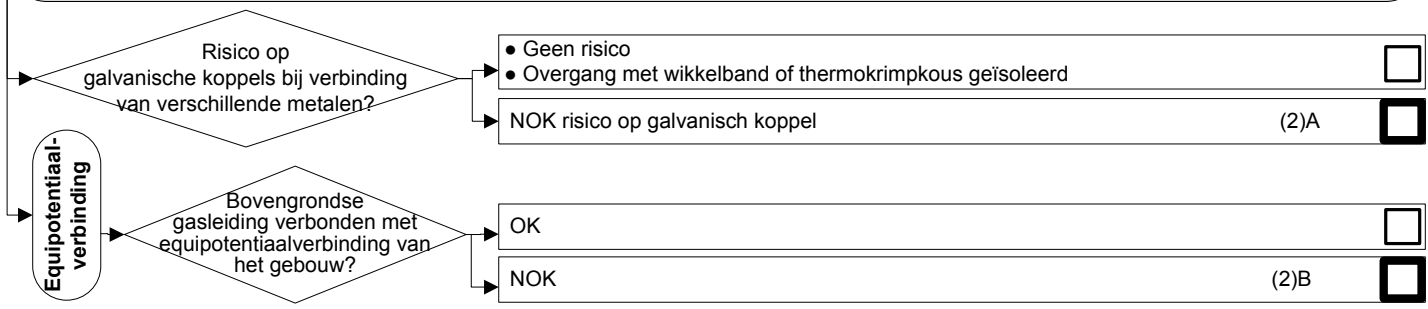 Risico op
galvanische koppels bij verbinding
van verschillende metalen?
● Geen risico
● Overgang met wikkelband of thermokrimpkous geïsoleerd
NOK risico op galvanisch koppel (2)A
Equipotentiaal-
verbinding
Bovengrondse
gasleiding verbonden met
equipotentiaalverbinding van
het gebouw?
OK
NOK (2)B